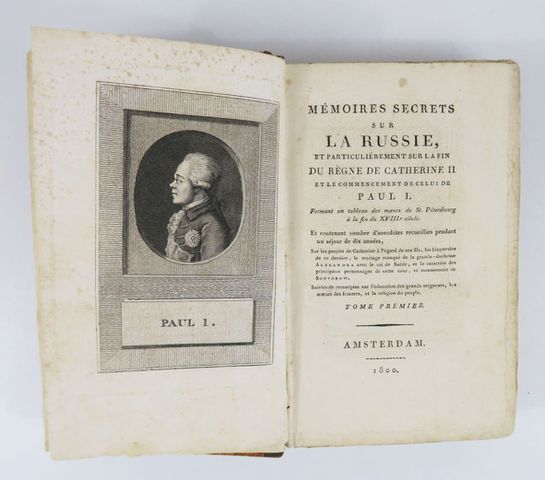 PAUL I.
MÉMOIRES SECRETS
SUR
LA RUSSIE,
ET PARTICULIÈREMENT SUR LA FIN
DU RÈGNE DE CATHERINE II
ET LE COMMENCEMENT DE CELUI DE
PAUL I.
Formant un tableau des mœurs de St. Pétersbourg
à la fin du XVIIIe siècle.
Et contenant nombre d'anecdotes recueillies pendant
un séjour de dix années,
Sur les projets de Catherine à l'égard de son fils, les bizarreries
de ce dernier, le mariage manqué de la grande-duchesse
ALEXANDRA avec le roi de Suède, et le caractère des
principaux personnages de cette cour, et notamment de
SOUVOROW,
Suivies de remarques sur l'éducation des grands seigneurs, les
mœurs des femmes, et la religion du peuple.
TOME PREMIER.
AMSTERDAM.
1800.